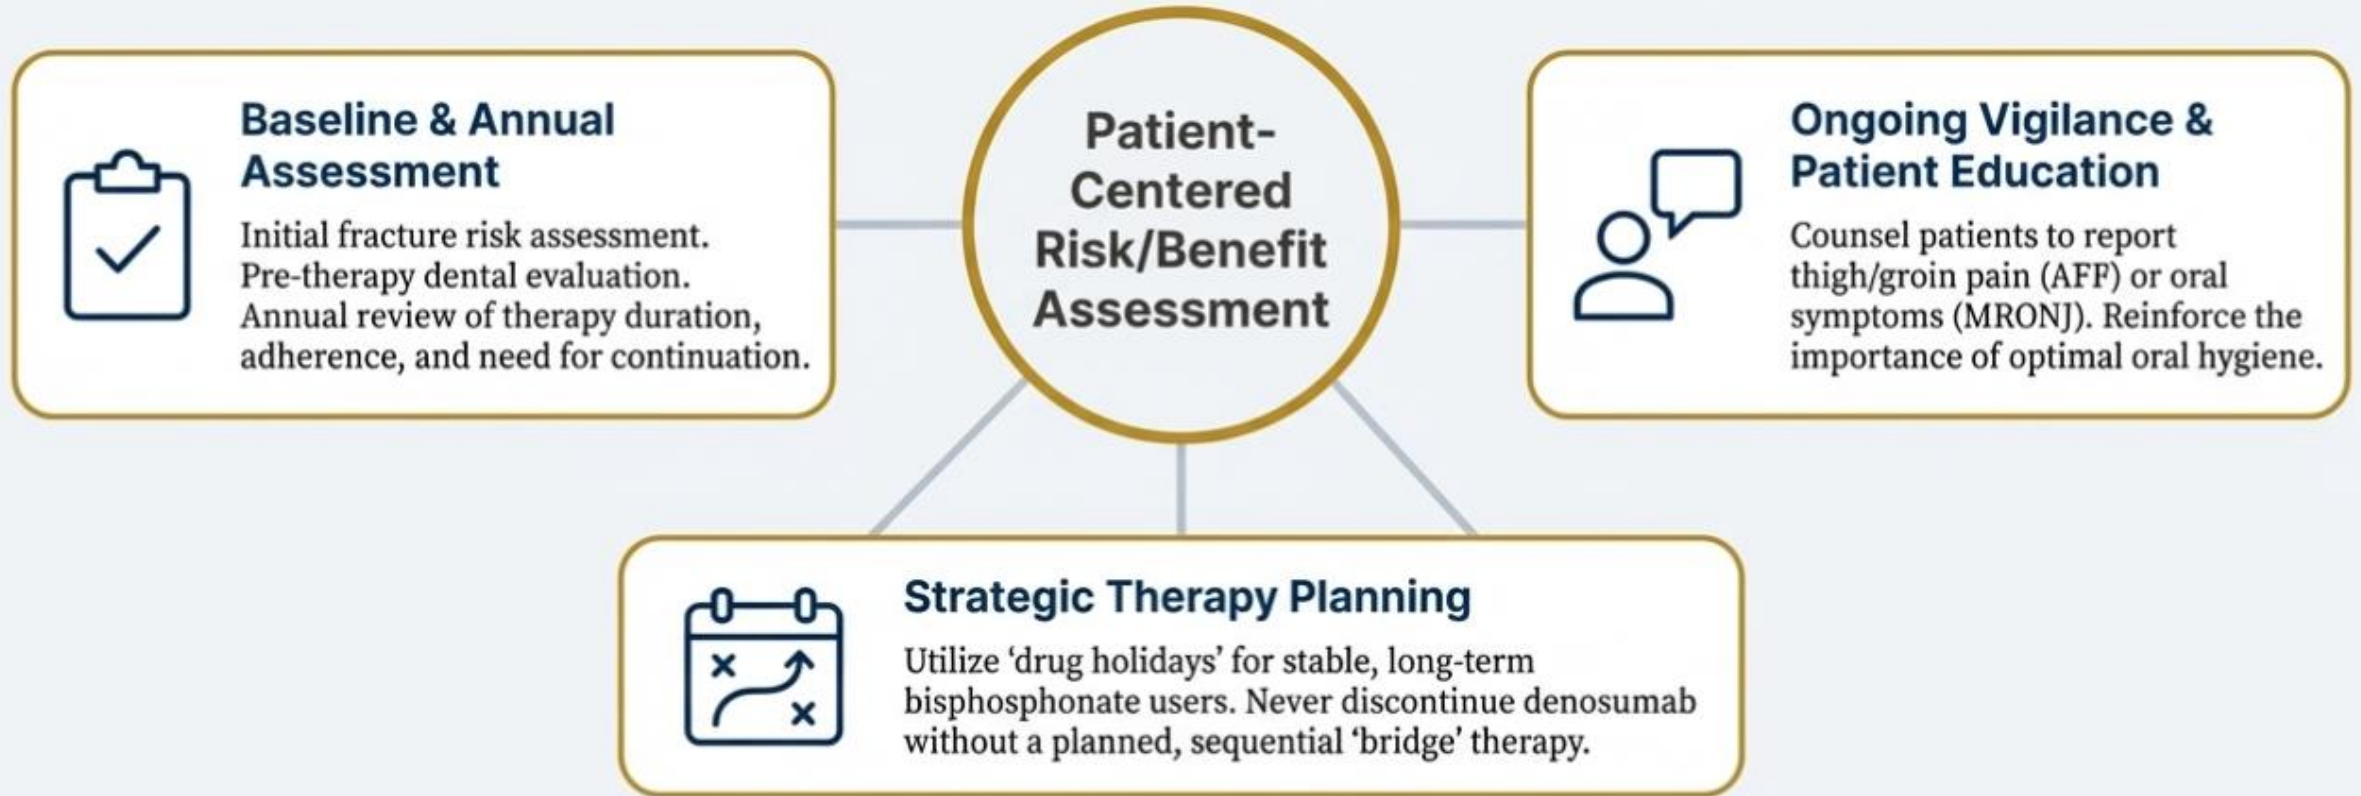 Baseline & Annual
Assessment
Initial fracture risk assessment.
Pre-therapy dental evaluation.
Annual review of therapy duration,
adherence, and need for continuation.
Patient-
Centered
Risk/Benefit
Assessment
Ongoing Vigilance &
Patient Education
Counsel patients to report
thigh/groin pain (AFF) or oral
symptoms (MRONJ). Reinforce the
importance of optimal oral hygiene.
Strategic Therapy Planning
Utilize ‘drug holidays’ for stable, long-term
bisphosphonate users. Never discontinue denosumab
without a planned, sequential ‘bridge’ therapy.